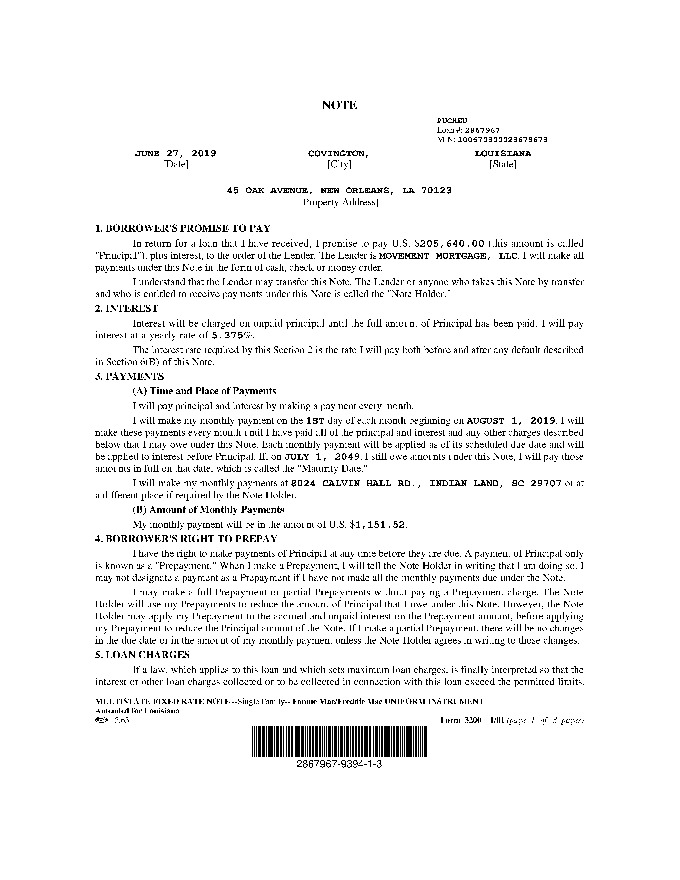 NOTE
Loan #: 2867967
MIN:
JUNE 27, 2019 COVINGTON, LOUISIANA
[Date] [City] [State]
45 OAK AVENUE, NEW ORLEANS, LA 70123
[Property Address]
1. BORROWER'S PROMISE TO PAY
In return for a loan that I have received, I promise to pay U.S. $205,640.00 (this amount is called
"Principal"), plus interest, to the order of the Lender. The Lender is MOVEMENT MORTGAGE, LLC. I will make all
payments under this Note in the form of cash, check or money order.
I understand that the Lender may transfer this Note. The Lender or anyone who takes this Note by transfer
and who is entitled to receive payments under this Note is called the "Note Holder."
2. INTEREST
Interest will be charged on unpaid principal until the full amount of Principal has been paid. I will pay
interest at a yearly rate of 5.375%.
The interest rate required by this Section 2 is the rate I will pay both before and after any default described
in Section 6(B) of this Note.
3. PAYMENTS
(A) Time and Place of Payments
I will pay principal and interest by making a payment every month.
I will make my monthly payment on the 1ST day of each month beginning on AUGUST 1, 2019. I will
make these payments every month until I have paid all of the principal and interest and any other charges described
below that I may owe under this Note. Each monthly payment will be applied as of its scheduled due date and will
be applied to interest before Principal. If, on JULY 1, 2049, I still owe amounts under this Note, I will pay those
amounts in full on that date, which is called the "Maturity Date."
I will make my monthly payments at 8024 CALVIN HALL RD., INDIAN LAND, SC 29707 or at
a different place if required by the Note Holder.
(B) Amount of Monthly Payments
My monthly payment will be in the amount of U.S. $1,151.52.
4. BORROWER'S RIGHT TO PREPAY
I have the right to make payments of Principal at any time before they are due. A payment of Principal only
is known as a "Prepayment." When I make a Prepayment, I will tell the Note Holder in writing that I am doing so. I
may not designate a payment as a Prepayment if I have not made all the monthly payments due under the Note.
I may make a full Prepayment or partial Prepayments without paying a Prepayment charge. The Note
Holder will use my Prepayments to reduce the amount of Principal that I owe under this Note. However, the Note
Holder may apply my Prepayment to the accrued and unpaid interest on the Prepayment amount, before applying
my Prepayment to reduce the Principal amount of the Note. If I make a partial Prepayment, there will be no changes
in the due date or in the amount of my monthly payment unless the Note Holder agrees in writing to those changes.
5. LOAN CHARGES
If a law, which applies to this loan and which sets maximum loan charges, is finally interpreted so that the
interest or other loan charges collected or to be collected in connection with this loan exceed the permitted limits,
MULTISTATE FIXED RATE NOTE--Single Family--Fannie Mae/Freddie Mac UNIFORM INSTRUMENT
Amended for Louisiana
Form 3200 1/01 (page 1 of 3 pages)
2867967-9394-1-3